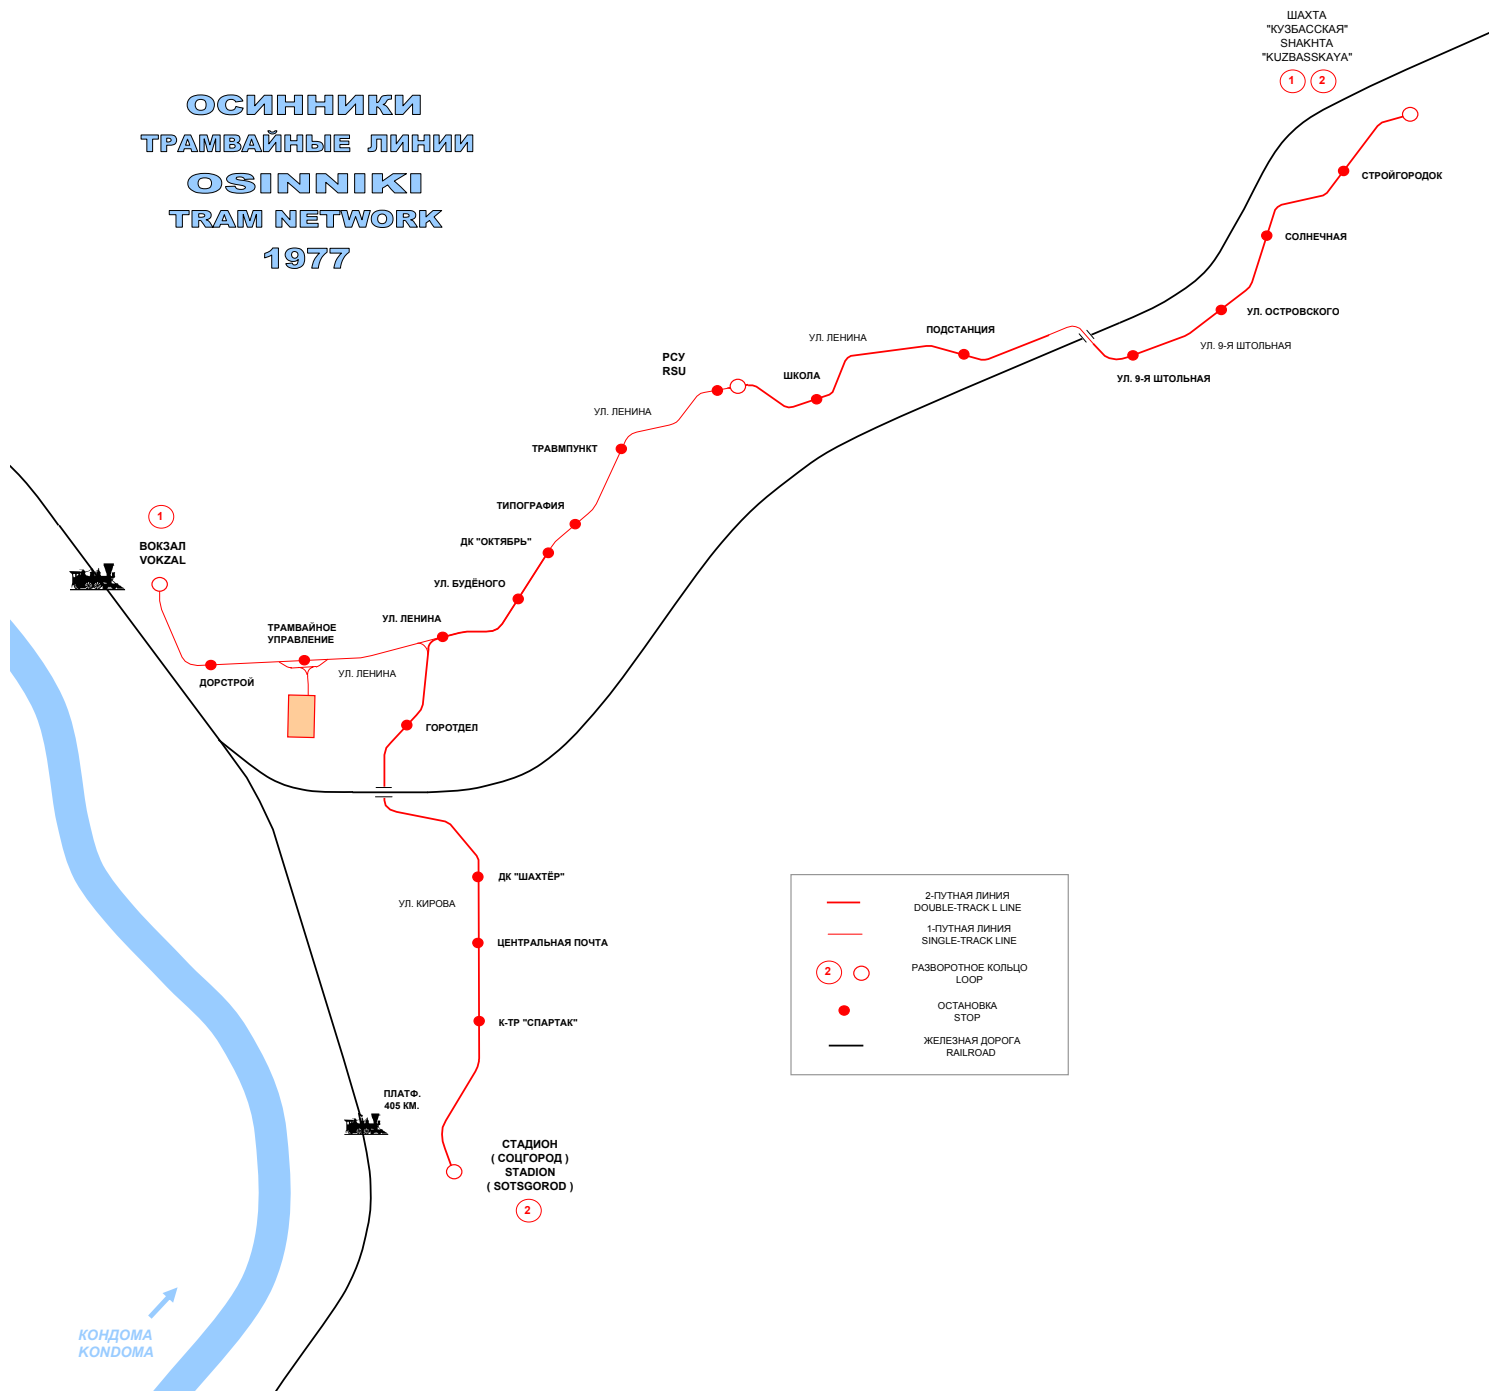 ОСИННИКИ
ТРАМВАЙНЫЕ ЛИНИИ
OSINNIKI
TRAM NETWORK
1977
ШАХТА
"КУЗБАССКАЯ"
SHAKHTA
"KUZBASSKAYA"
1 2
СТРОЙГОРОДОК
СОЛНЕЧНАЯ
УЛ. ОСТРОВСКОГО
УЛ. 9-Я ШТОЛЬНАЯ
УЛ. 9-Я ШТОЛЬНАЯ
ПОДСТАНЦИЯ
УЛ. ЛЕНИНА
ШКОЛА
РСУ
RSU
УЛ. ЛЕНИНА
ТРАВМПУНКТ
ТИПОГРАФИЯ
ДК "ОКТЯБРЬ"
УЛ. БУДЁНОГО
УЛ. ЛЕНИНА
1
ВОКЗАЛ
VOKZAL
ТРАМВАЙНОЕ
УПРАВЛЕНИЕ
УЛ. ЛЕНИНА
ДОРСТРОЙ
ГОРОТДЕЛ
ДК "ШАХТЁР"
УЛ. КИРОВА
ЦЕНТРАЛЬНАЯ ПОЧТА
К-ТР "СПАРТАК"
ПЛАТФ.
405 КМ.
СТАДИОН
( СОЦГОРОД )
STADION
( SOTSGOROD )
2
2-ПУТНАЯ ЛИНИЯ
DOUBLE-TRACK L LINE
1-ПУТНАЯ ЛИНИЯ
SINGLE-TRACK LINE
2
РАЗВОРОТНОЕ КОЛЬЦО
LOOP
ОСТАНОВКА
STOP
ЖЕЛЕЗНАЯ ДОРОГА
RAILROAD
КОНДОМА
KONDOMA